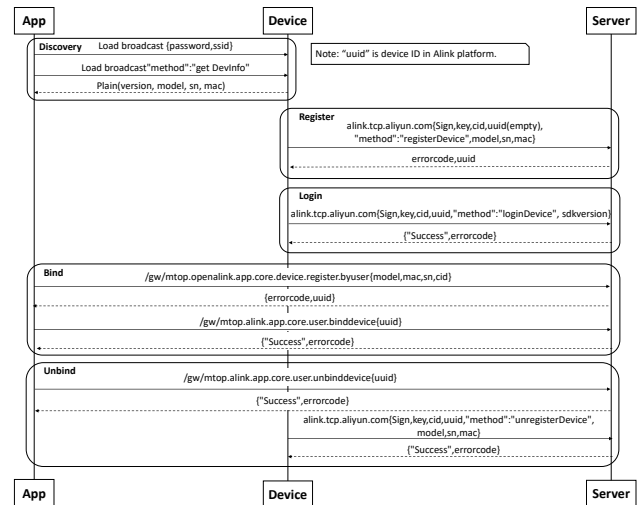 App
Device
Server
Discovery
Load broadcast {password,ssid}
Note: “uuid” is device ID in Alink platform.
Load broadcast"method":"get DevInfo"
Plain(version, model, sn, mac)
Register
alink.tcp.aliyun.com{Sign,key,cid,uuid(empty),
"method":"registerDevice",model,sn,mac}
errorcode,uuid
Login
alink.tcp.aliyun.com{Sign,key,cid,uuid,"method":"loginDevice", sdkversion}
{"Success",errorcode}
Bind
/gw/mtop.openalink.app.core.device.register.byuser{model,mac,sn,cid}
{errorcode,uuid}
/gw/mtop.alink.app.core.user.binddevice{uuid}
{"Success",errorcode}
Unbind
/gw/mtop.alink.app.core.user.unbinddevice{uuid}
{"Success",errorcode}
alink.tcp.aliyun.com{Sign,key,cid,uuid,"method":"unregisterDevice",
model,sn,mac}
{"Success",errorcode}
App
Device
Server